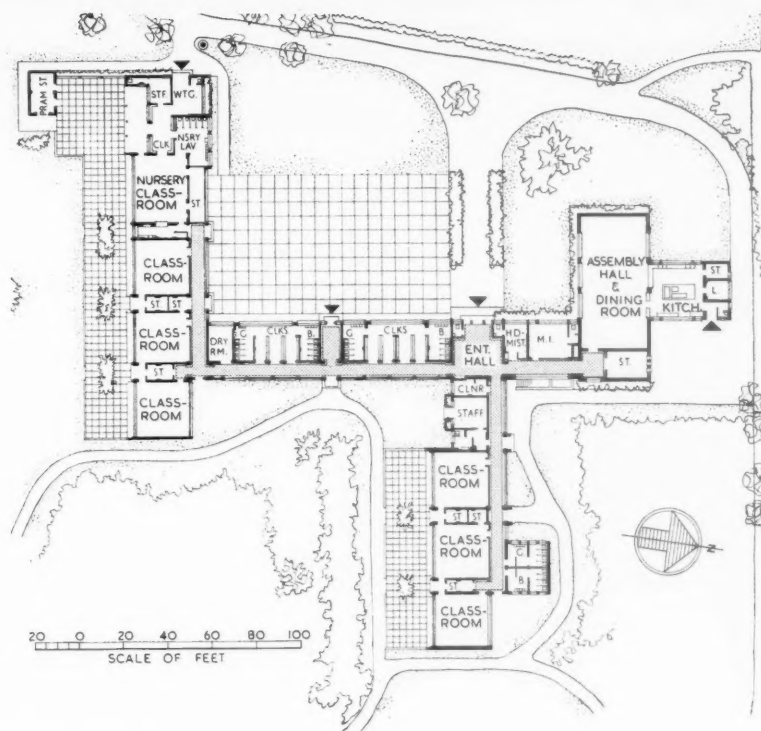 PRAM ST.
STF.
WTG.
CLK
NSRY
LAV
NURSERY
CLASS-
ROOM
ST.
CLASS-
ROOM
ST
ST
CLASS-
ROOM
ST
CLASS-
ROOM
DRY
RM.
G
CLKS
B.
G
CLKS
B.
ENT.
HALL
HD-
MIST.
M.I.
ASSEMBLY
HALL
&
DINING
ROOM
ST.
KITCH.
ST.
L.
L
CLNR
STAFF
CLASS-
ROOM
ST
ST
CLASS-
ROOM
ST
CLASS-
ROOM
G
B
N
20 0 20 40 60 80 100
SCALE OF FEET